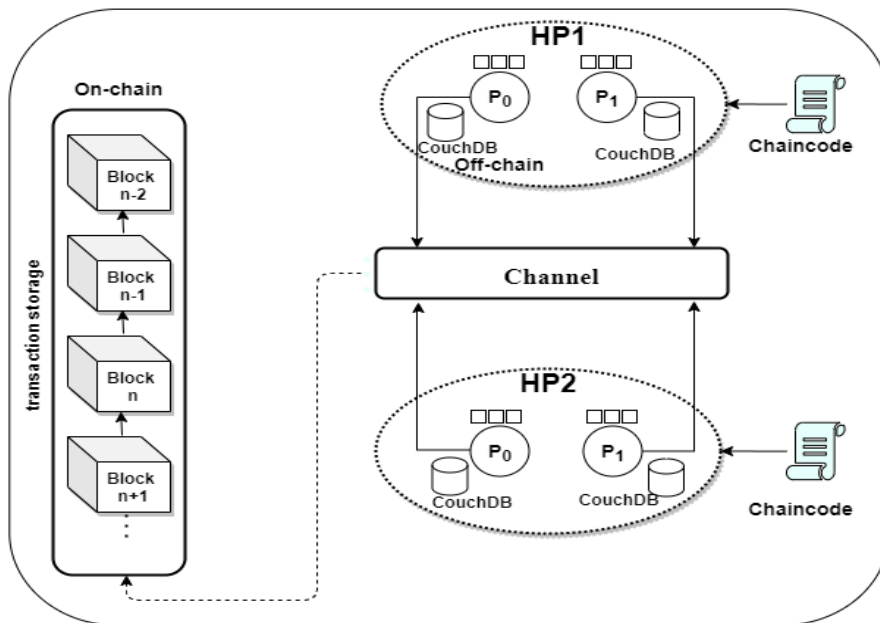 On-chain
transaction storage
Block
n-2
Block
n-1
Block
n
Block
n+1
HP1
P0
P1
CouchDB
CouchDB
Off-chain
Chaincode
Channel
HP2
P0
P1
CouchDB
CouchDB
Chaincode